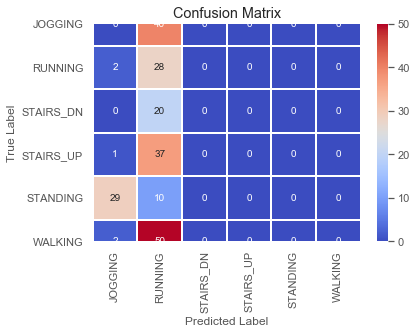 Confusion Matrix
JOGGING 0 0 0 0
RUNNING 2 28 0 0 0 0
STAIRS_DN 0 20 0 0 0 0
STAIRS_UP 1 37 0 0 0 0
STANDING 29 10 0 0 0 0
WALKING 2 50 0 0 0 0
True Label
JOGGING
RUNNING
STAIRS_DN
STAIRS_UP
STANDING
WALKING
Predicted Label
50
40
30
20
10
0